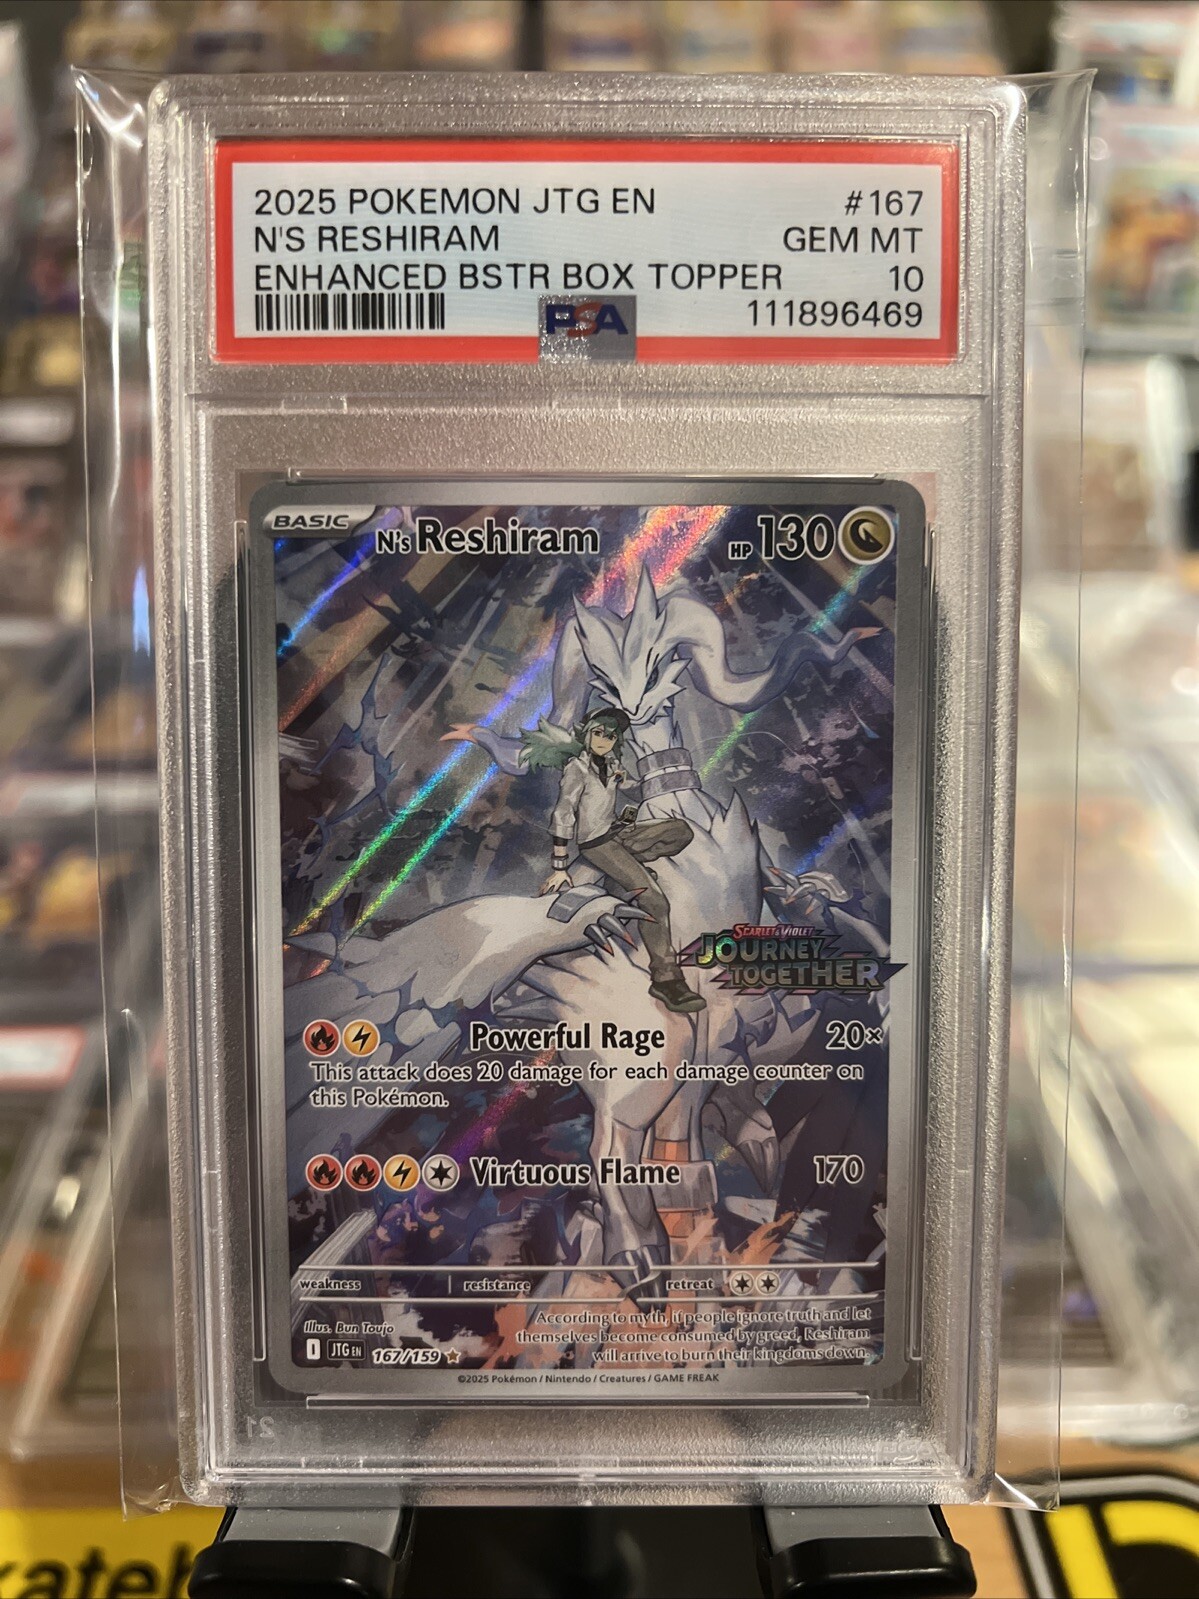 2025 POKEMON JTG EN #167
N'S RESHIRAM GEM MT
ENHANCED BSTR BOX TOPPER 10
PSA 111896469
BASIC N's Reshiram HP 130
SCARLET & VIOLET
JOURNEY
TOGETHER
Powerful Rage 20×
This attack does 20 damage for each damage counter on
this Pokémon.
Virtuous Flame 170
weakness resistance retreat
Illus. Bun Toujo
According to myth, if people ignore truth and let
themselves become consumed by greed, Reshiram
will arrive to burn their kingdoms down.
I JTG EN 167/159
©2025 Pokémon / Nintendo / Creatures / GAME FREAK